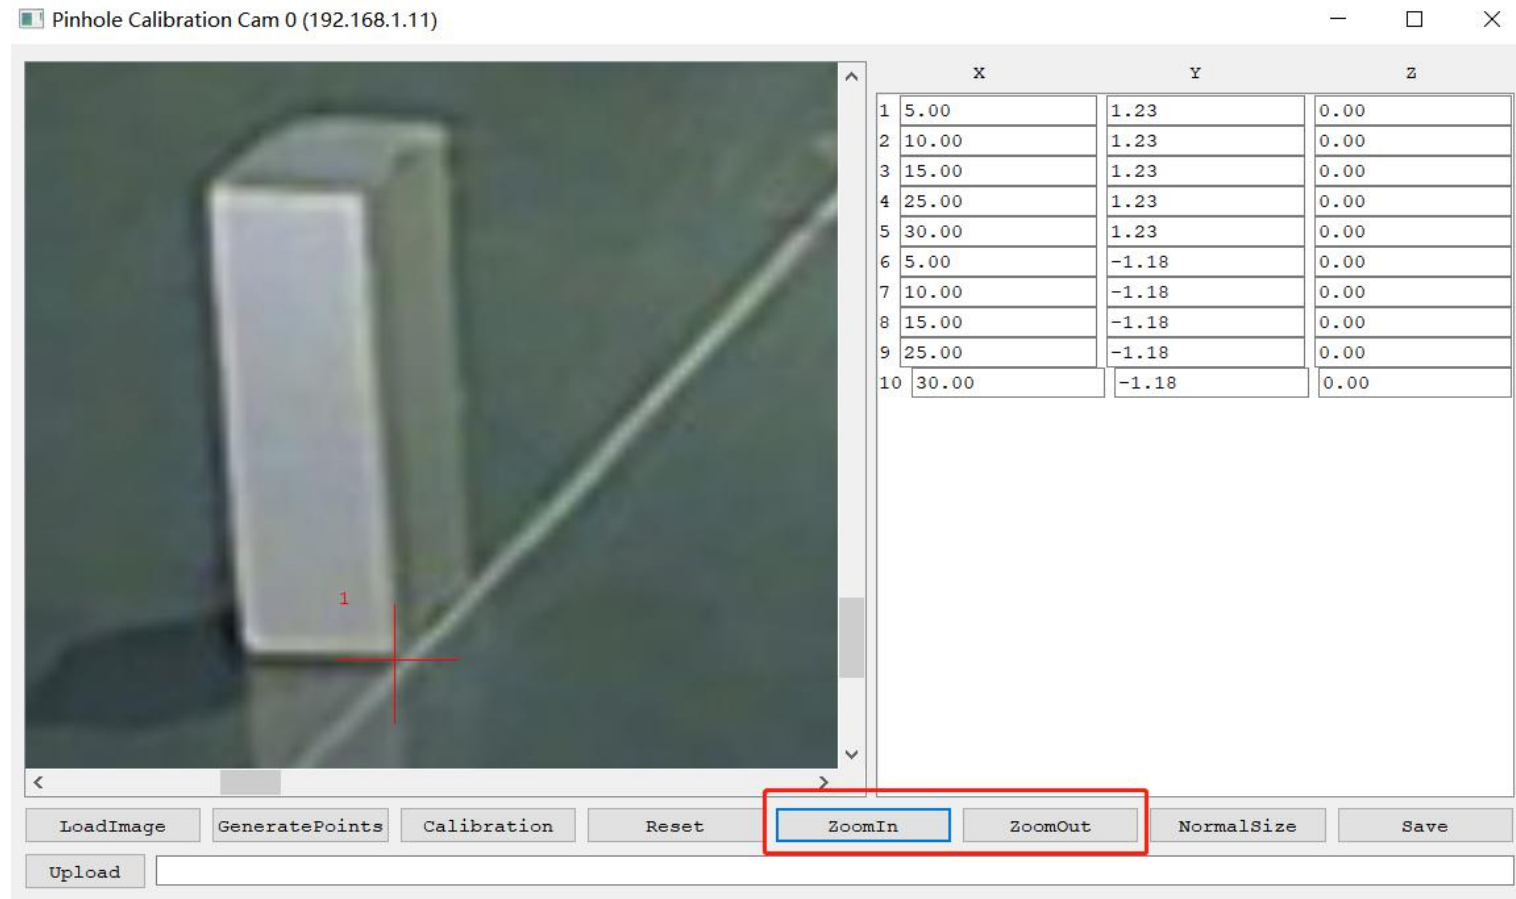 Pinhole Calibration Cam 0 (192.168.1.11)
X Y Z
1 5.00 1.23 0.00
2 10.00 1.23 0.00
3 15.00 1.23 0.00
4 25.00 1.23 0.00
5 30.00 1.23 0.00
6 5.00 -1.18 0.00
7 10.00 -1.18 0.00
8 15.00 -1.18 0.00
9 25.00 -1.18 0.00
10 30.00 -1.18 0.00
1
LoadImage GeneratePoints Calibration Reset ZoomIn ZoomOut NormalSize Save
Upload